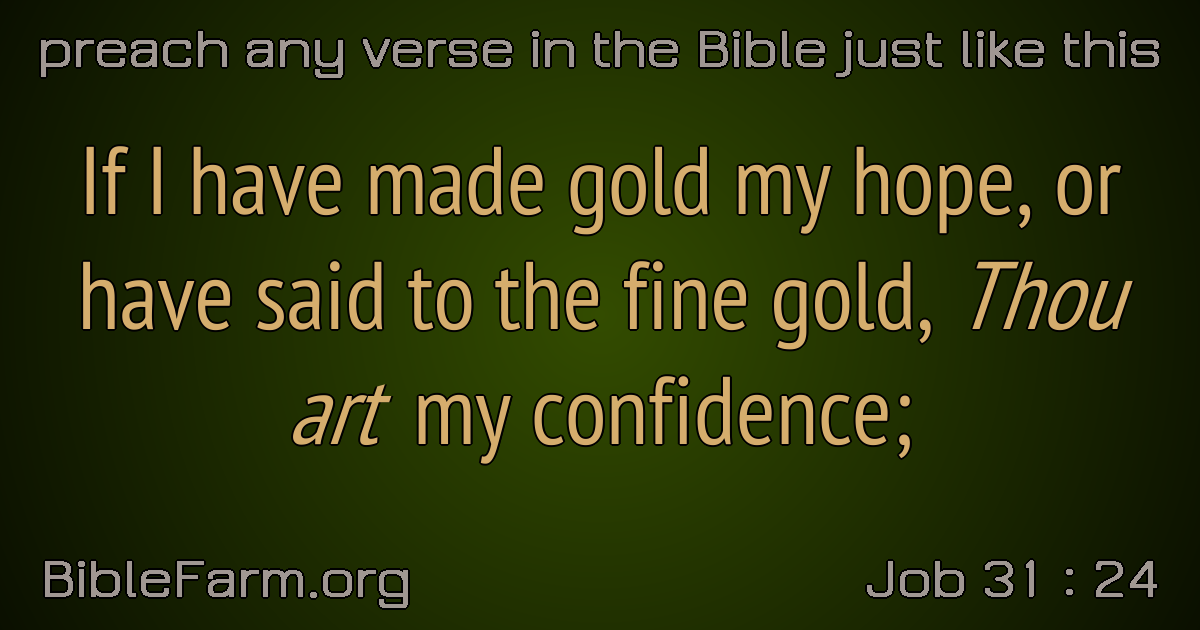 preach any verse in the Bible just like this
If I have made gold my hope, or
have said to the fine gold, Thou
art my confidence;
BibleFarm.org
Job 31 : 24